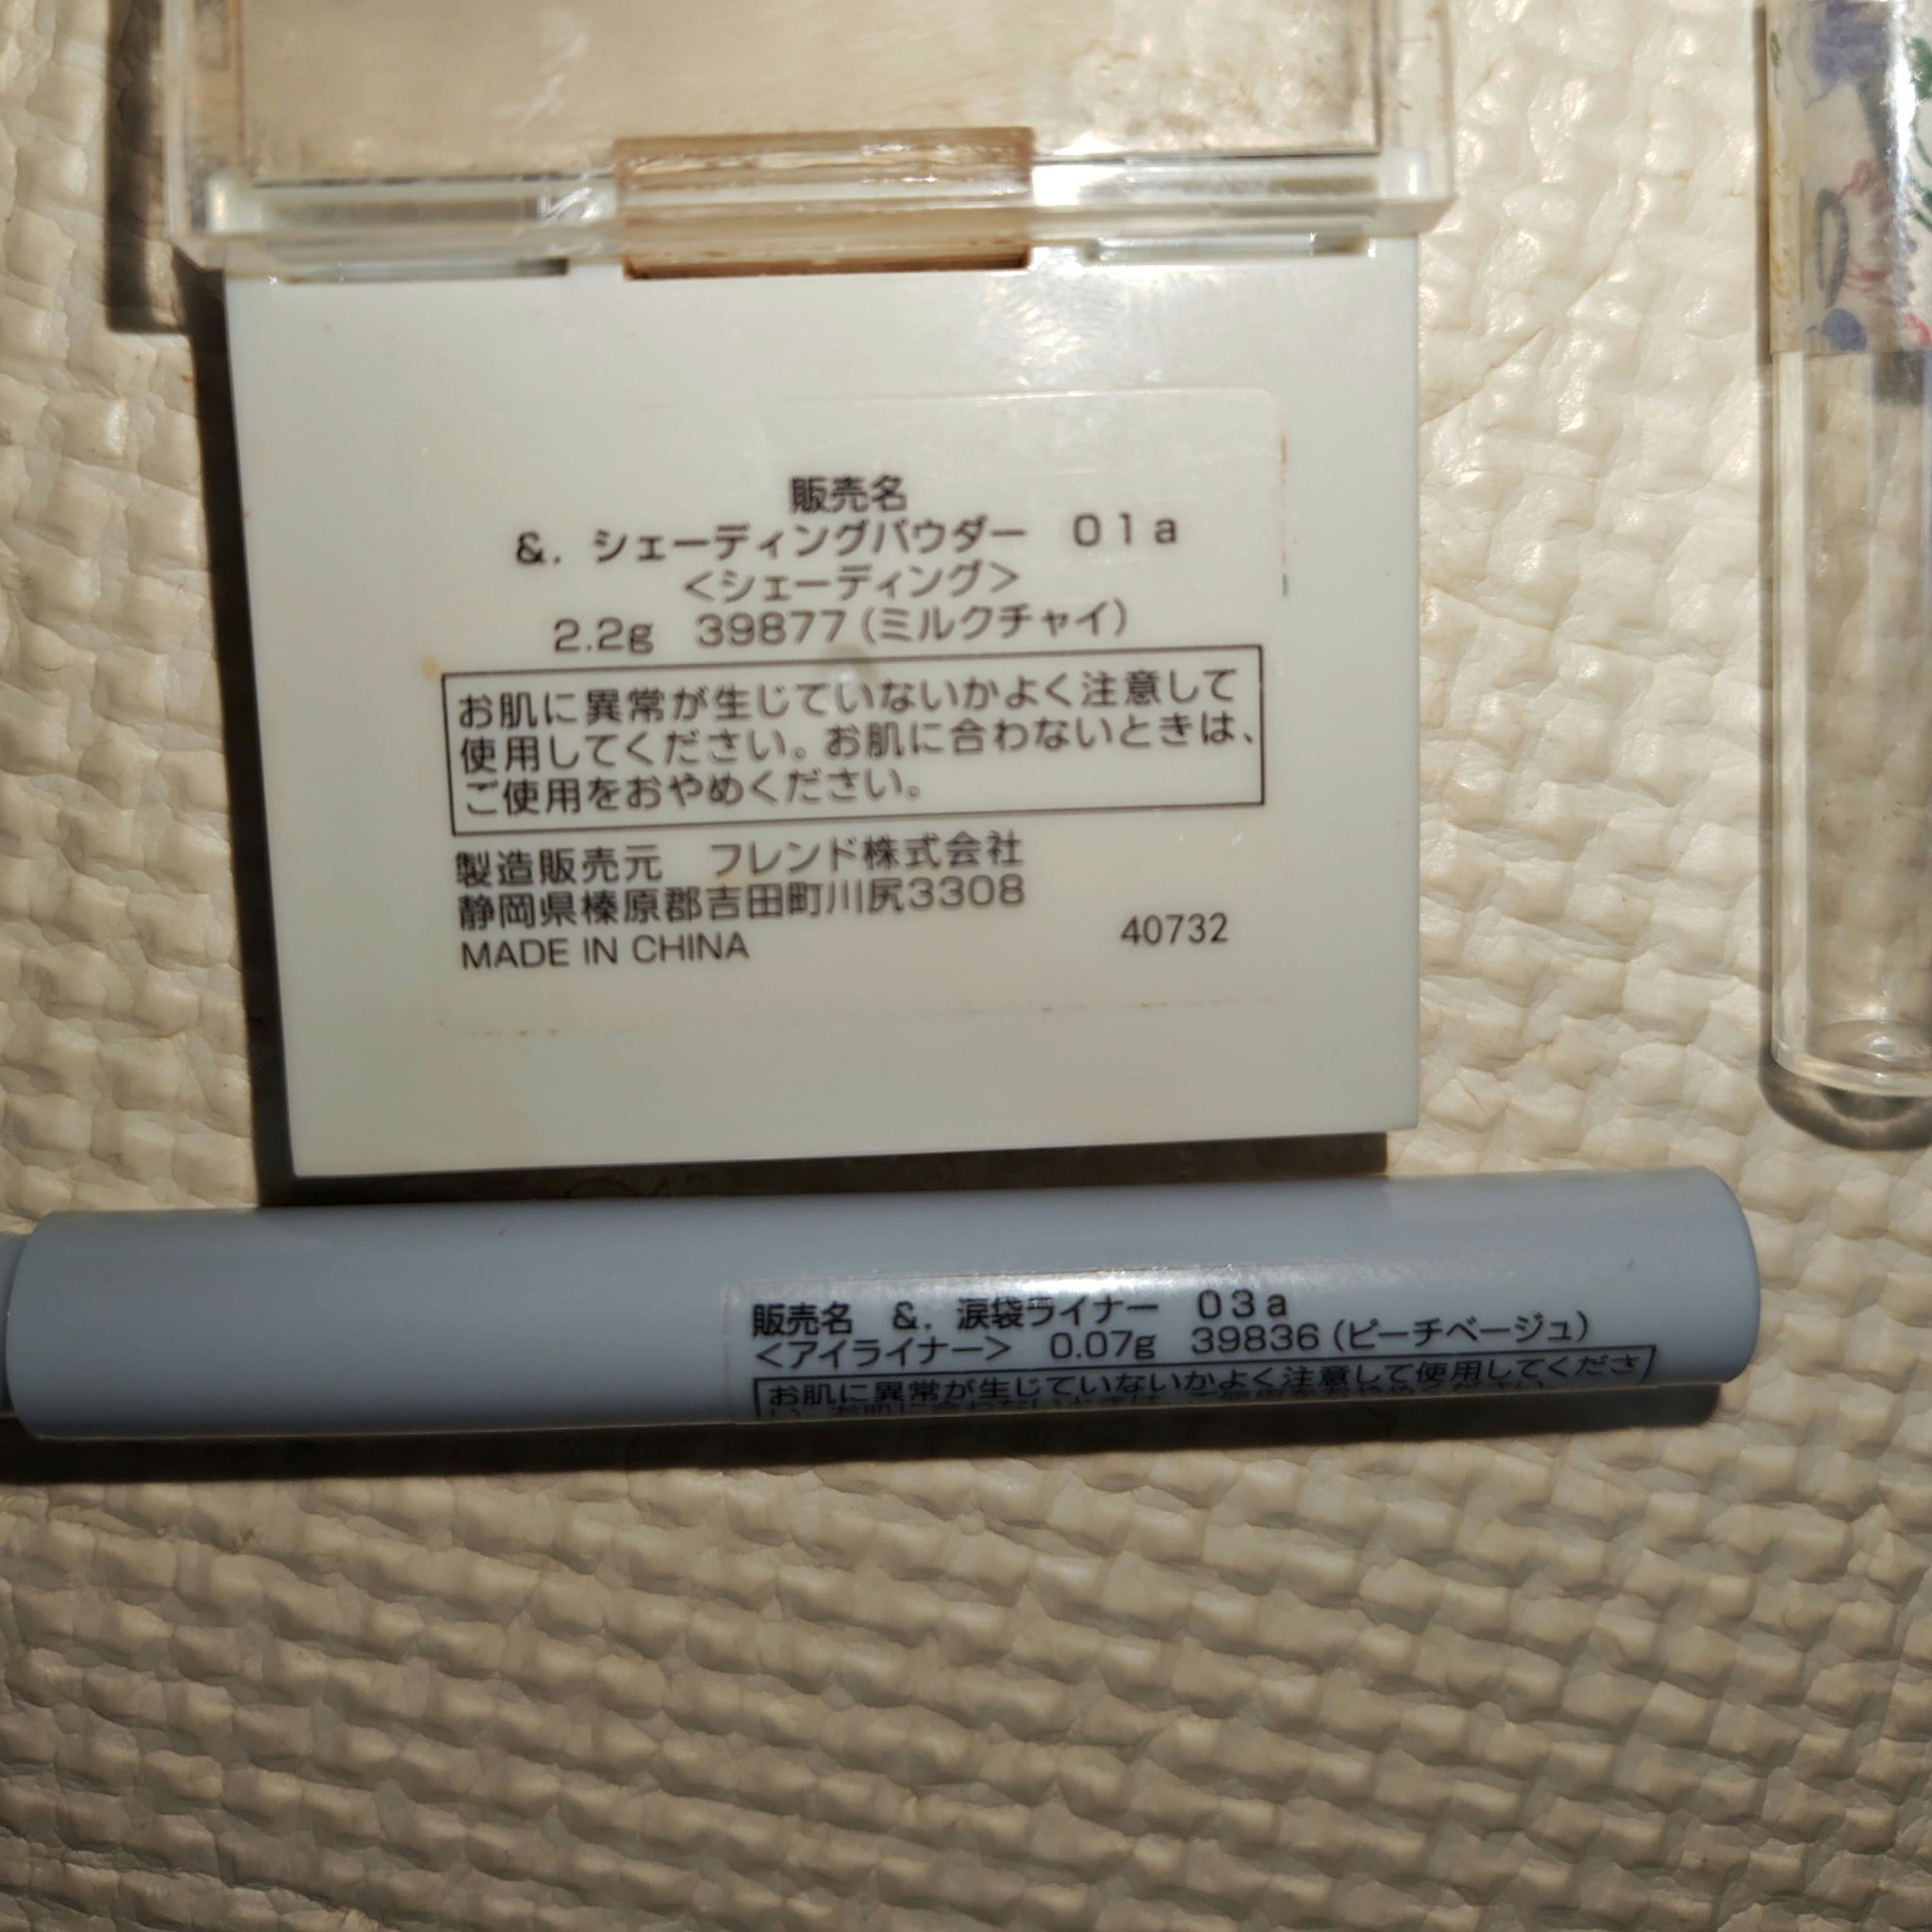 販売名
&. シェーディングパウダー 01a
<シェーディング>
2.2g 39877(ミルクチャイ)
お肌に異常が生じていないかよく注意して
使用してください。お肌に合わないときは、
ご使用をおやめください。
製造販売元 フレンド株式会社
静岡県榛原郡吉田町川尻3308
MADE IN CHINA 40732
販売名 &. 涙袋ライナー 03a
<アイライナー> 0.07g 39836(ピーチベージュ)
お肌に異常が生じていないかよく注意して使用してくださ